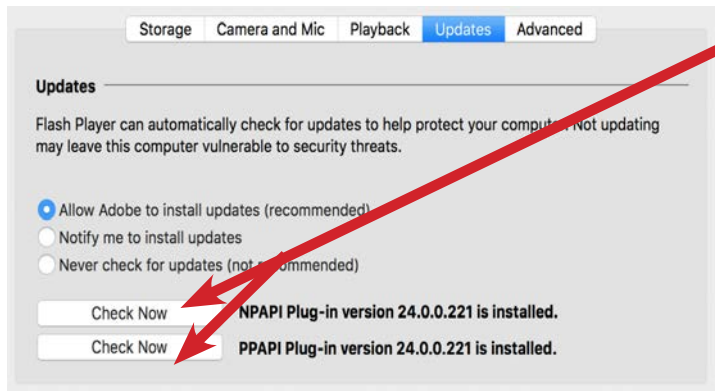 Storage Camera and Mic Playback Updates Advanced
Updates
Flash Player can automatically check for updates to help protect your computer. Not updating
may leave this computer vulnerable to security threats.
Allow Adobe to install updates (recommended)
Notify me to install updates
Never check for updates (not recommended)
Check Now NPAPI Plug-in version 24.0.0.221 is installed.
Check Now PPAPI Plug-in version 24.0.0.221 is installed.